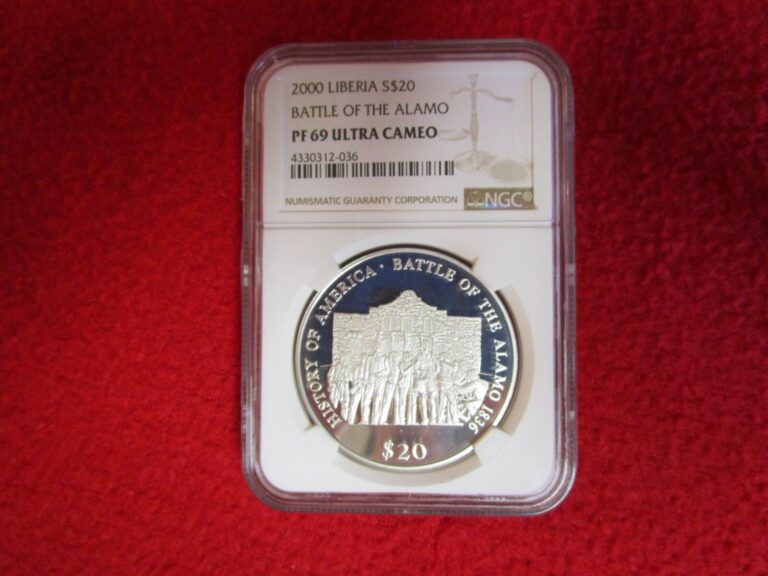 2000 LIBERIA S$20
BATTLE OF THE ALAMO
PF 69 ULTRA CAMEO
4330312-036
NUMISMATIC GUARANTY CORPORATION NGC®
HISTORY OF AMERICA · BATTLE OF THE ALAMO 1836
$20